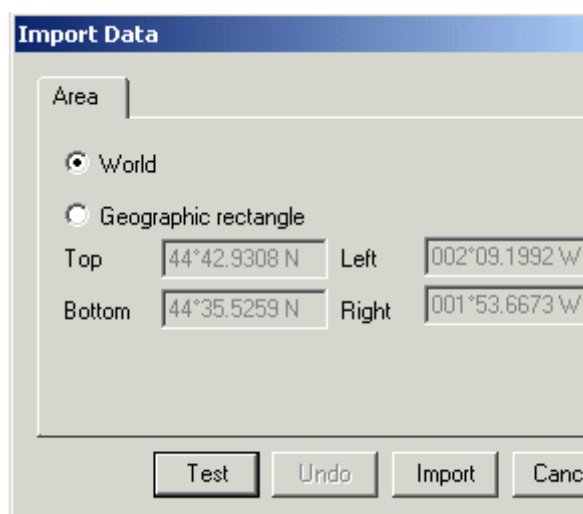 Import Data
Area
World
Geographic rectangle
Top 44°42.9308 N Left 002°09.1992 W
Bottom 44°35.5259 N Right 001°53.6673 W
Test Undo Import Canc